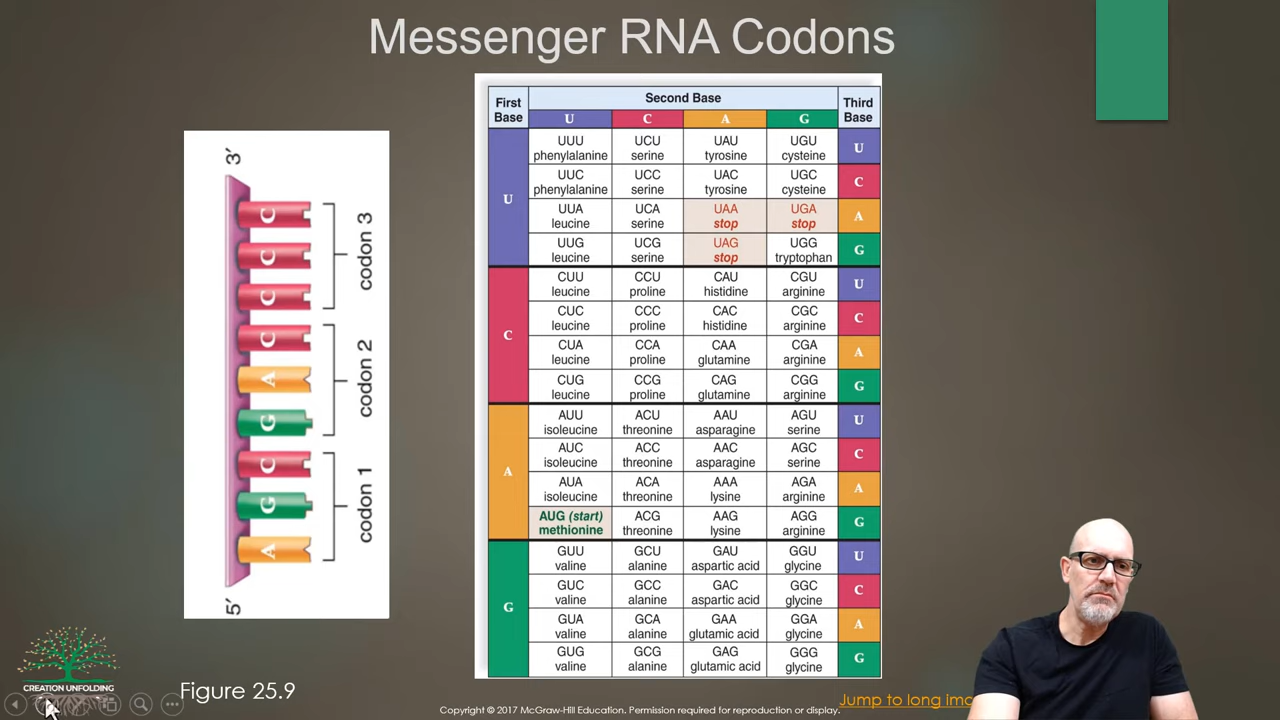 Messenger RNA Codons
3′
C
C
C
codon 3
C
A
G
codon 2
C
G
A
codon 1
5′
First Base
Second Base
Third Base
U C A G
U
UUU UCU UAU UGU U
phenylalanine serine tyrosine cysteine
UUC UCC UAC UGC C
phenylalanine serine tyrosine cysteine
UUA UCA UAA UGA A
leucine serine stop stop
UUG UCG UAG UGG G
leucine serine stop tryptophan
C
CUU CCU CAU CGU U
leucine proline histidine arginine
CUC CCC CAC CGC C
leucine proline histidine arginine
CUA CCA CAA CGA A
leucine proline glutamine arginine
CUG CCG CAG CGG G
leucine proline glutamine arginine
A
AUU ACU AAU AGU U
isoleucine threonine asparagine serine
AUC ACC AAC AGC C
isoleucine threonine asparagine serine
AUA ACA AAA AGA A
isoleucine threonine lysine arginine
AUG (start) ACG AAG AGG G
methionine threonine lysine arginine
G
GUU GCU GAU GGU U
valine alanine aspartic acid glycine
GUC GCC GAC GGC C
valine alanine aspartic acid glycine
GUA GCA GAA GGA A
valine alanine glutamic acid glycine
GUG GCG GAG GGG G
valine alanine glutamic acid glycine
CREATION UNFOLDING
Figure 25.9
Jump to long
Copyright © 2017 McGraw-Hill Education. Permission required for reproduction or display.